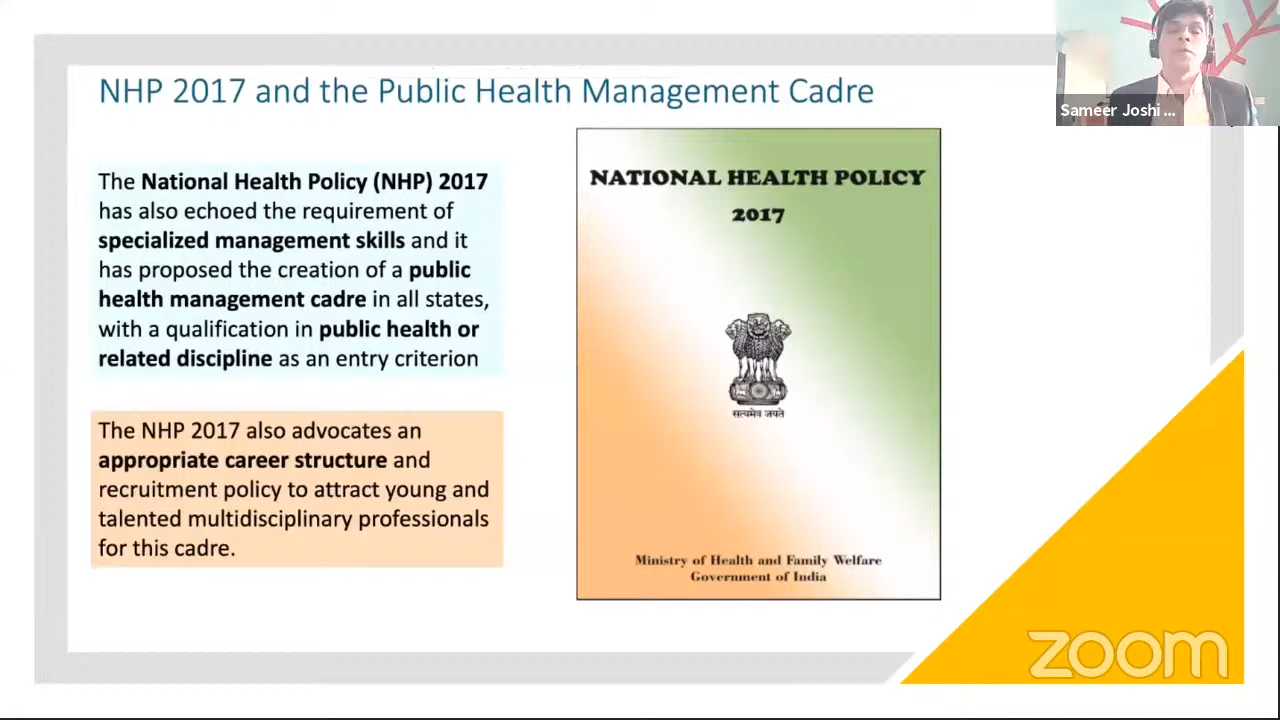 NHP 2017 and the Public Health Management Cadre
Sameer Joshi ...
The National Health Policy (NHP) 2017
has also echoed the requirement of
specialized management skills and it
has proposed the creation of a public
health management cadre in all states,
with a qualification in public health or
related discipline as an entry criterion
The NHP 2017 also advocates an
appropriate career structure and
recruitment policy to attract young and
talented multidisciplinary professionals
for this cadre.
NATIONAL HEALTH POLICY
2017
सत्यमेव जयते
Ministry of Health and Family Welfare
Government of India
zoom